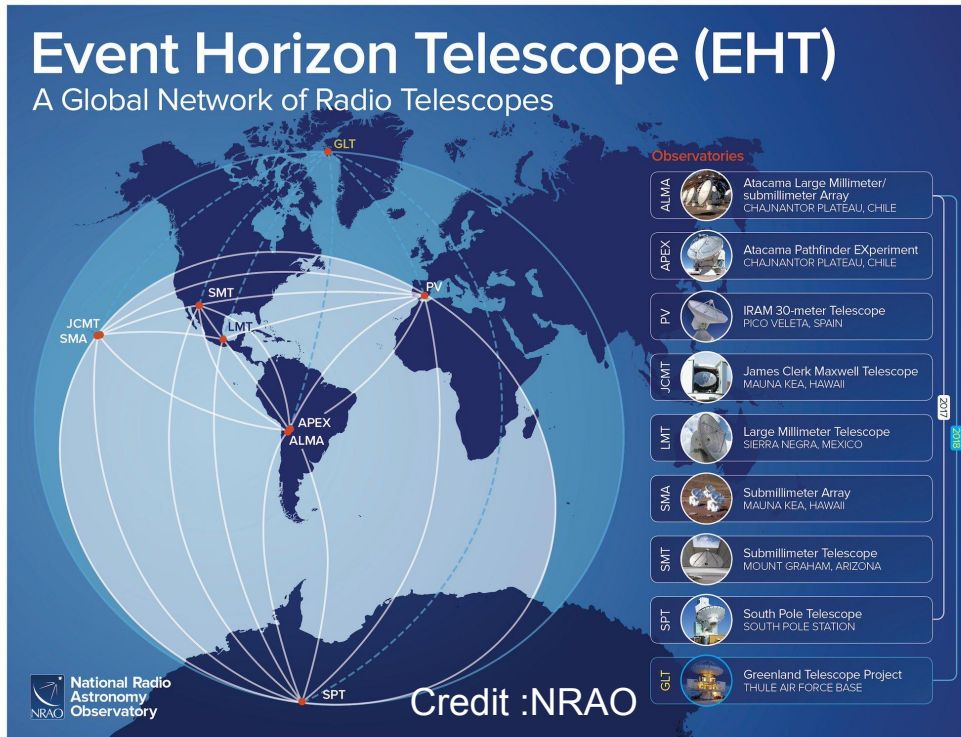 Event Horizon Telescope (EHT)
A Global Network of Radio Telescopes
GLT
SMT
PV
JCMT
SMA
LMT
APEX
ALMA
SPT
Observatories
ALMA
Atacama Large Millimeter/
submillimeter Array
CHAJNANTOR PLATEAU, CHILE
APEX
Atacama Pathfinder EXperiment
CHAJNANTOR PLATEAU, CHILE
PV
IRAM 30-meter Telescope
PICO VELETA, SPAIN
JCMT
James Clerk Maxwell Telescope
MAUNA KEA, HAWAII
LMT
Large Millimeter Telescope
SIERRA NEGRA, MEXICO
SMA
Submillimeter Array
MAUNA KEA, HAWAII
SMT
Submillimeter Telescope
MOUNT GRAHAM, ARIZONA
SPT
South Pole Telescope
SOUTH POLE STATION
GLT
Greenland Telescope Project
THULE AIR FORCE BASE
2017
2018
NRAO
National Radio
Astronomy
Observatory
Credit :NRAO